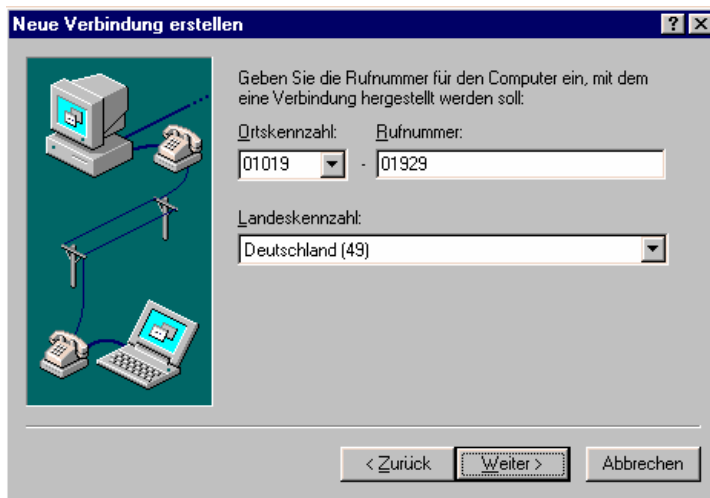 Neue Verbindung erstellen
Geben Sie die Rufnummer für den Computer ein, mit dem
eine Verbindung hergestellt werden soll:
Ortskennzahl: Rufnummer:
01019 - 01929
Landeskennzahl:
Deutschland (49)
< Zurück Weiter > Abbrechen